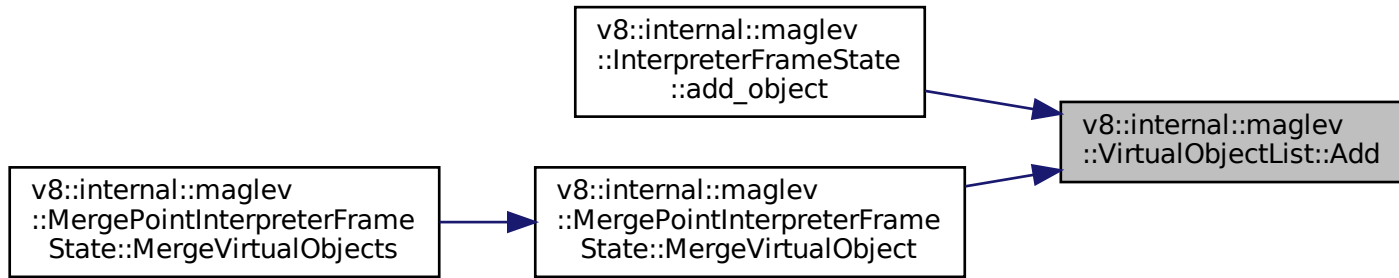 v8::internal::maglev
::InterpreterFrameState
::add_object
v8::internal::maglev
::VirtualObjectList::Add
v8::internal::maglev
::MergePointInterpreterFrame
State::MergeVirtualObjects
v8::internal::maglev
::MergePointInterpreterFrame
State::MergeVirtualObject